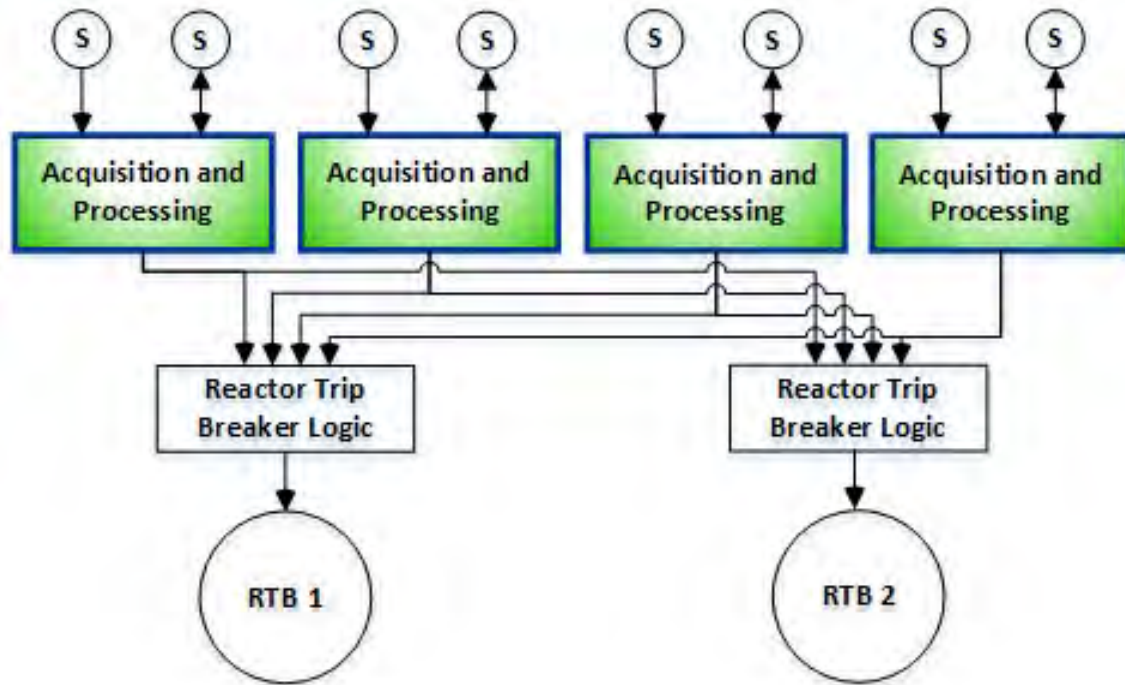 S S S S S S S S
Acquisition and
Processing
Acquisition and
Processing
Acquisition and
Processing
Acquisition and
Processing
Reactor Trip
Breaker Logic
Reactor Trip
Breaker Logic
RTB 1
RTB 2